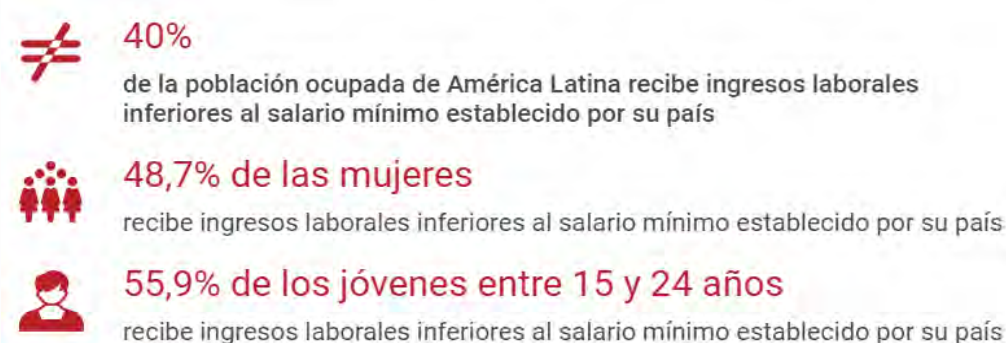 40%
de la población ocupada de América Latina recibe ingresos laborales
inferiores al salario mínimo establecido por su país
48,7% de las mujeres
recibe ingresos laborales inferiores al salario mínimo establecido por su país
55,9% de los jóvenes entre 15 y 24 años
recibe ingresos laborales inferiores al salario mínimo establecido por su país